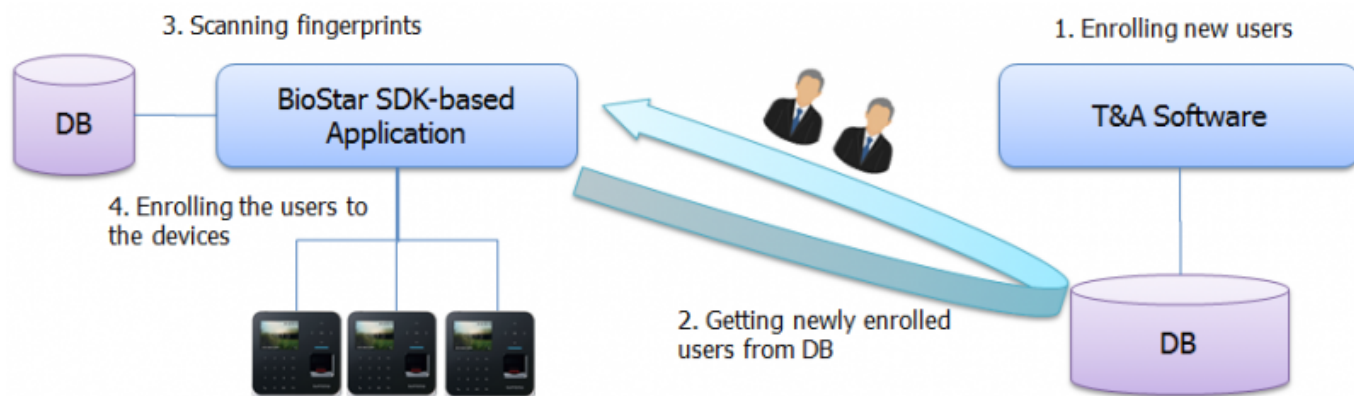 3. Scanning fingerprints
1. Enrolling new users
DB
BioStar SDK-based
Application
T&A Software
4. Enrolling the users to
the devices
2. Getting newly enrolled
users from DB
DB